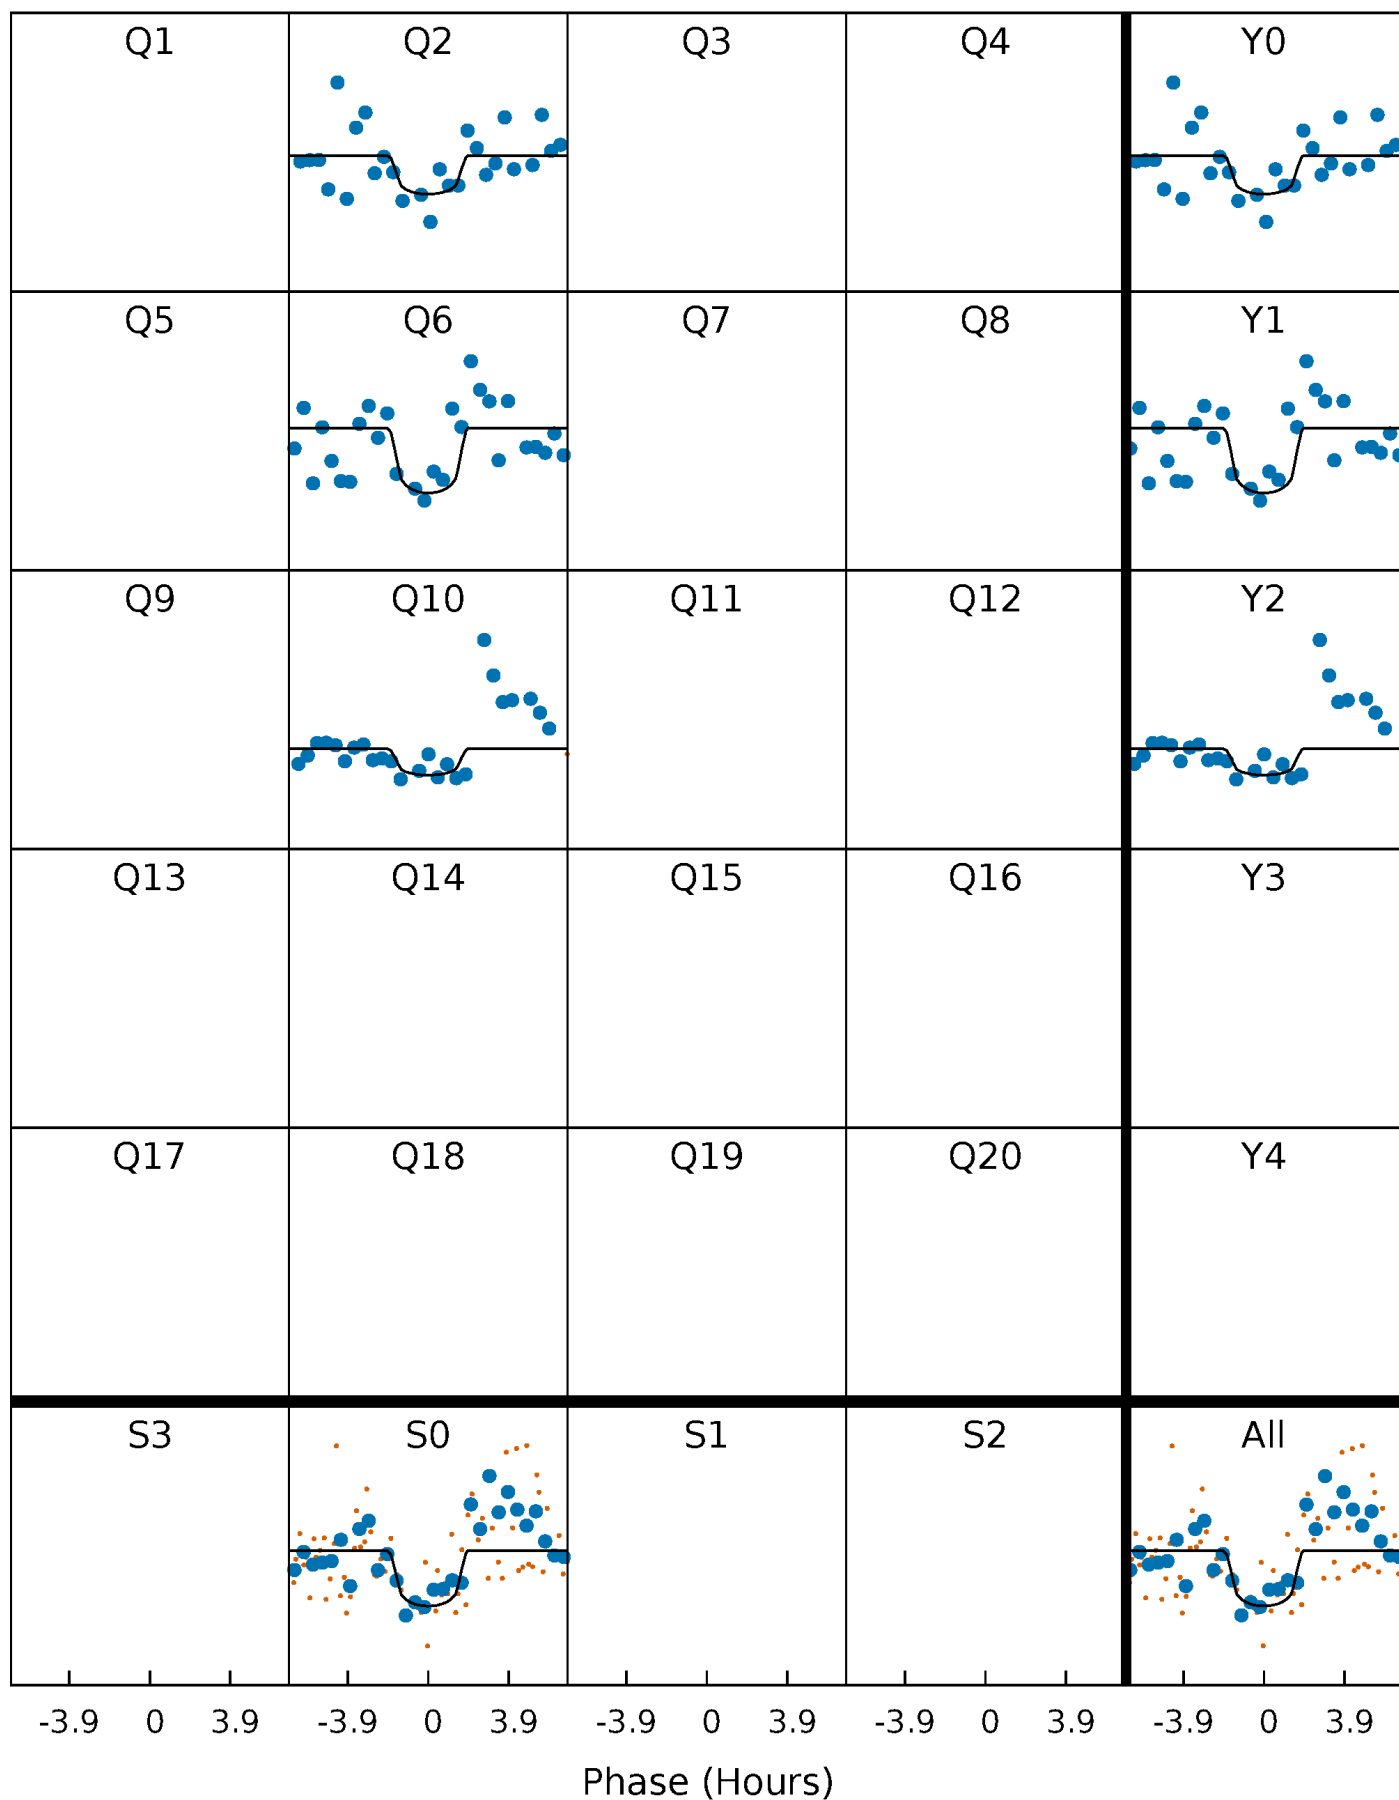 Q1 Q2 Q3 Q4 Y0
Q5 Q6 Q7 Q8 Y1
Q9 Q10 Q11 Q12 Y2
Q13 Q14 Q15 Q16 Y3
Q17 Q18 Q19 Q20 Y4
S3 S0 S1 S2 All
-3.9 0 3.9 -3.9 0 3.9 -3.9 0 3.9 -3.9 0 3.9 -3.9 0 3.9
Phase (Hours)